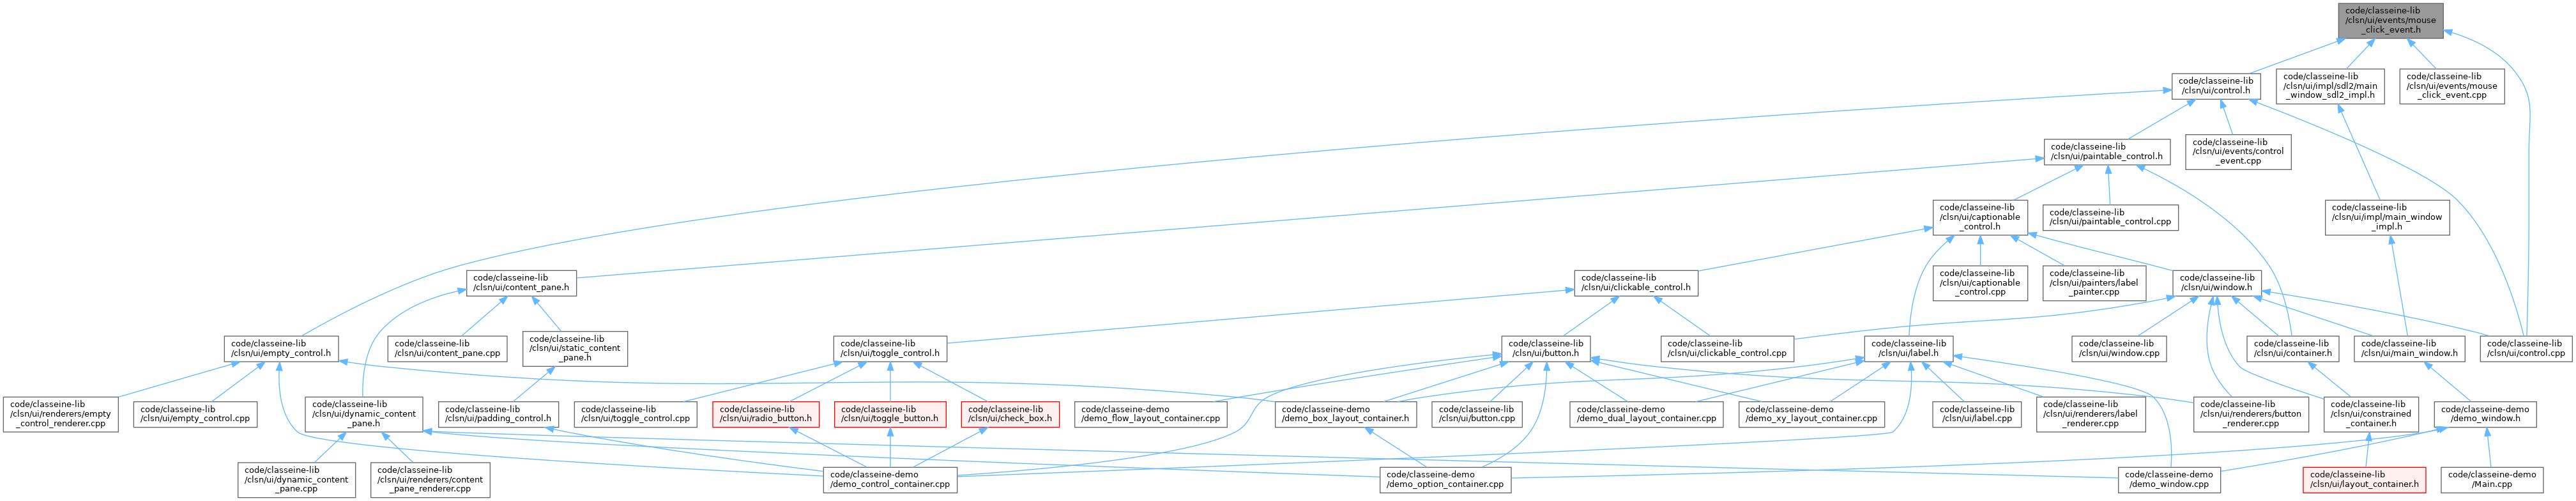 code/classeine-lib
/clsn/ui/events/mouse
_click_event.h
code/classeine-lib
/clsn/ui/control.h
code/classeine-lib
/clsn/ui/impl/sdl2/main
_window_sdl2_impl.h
code/classeine-lib
/clsn/ui/events/mouse
_click_event.cpp
code/classeine-lib
/clsn/ui/paintable_control.h
code/classeine-lib
/clsn/ui/events/control
_event.cpp
code/classeine-lib
/clsn/ui/captionable
_control.h
code/classeine-lib
/clsn/ui/paintable_control.cpp
code/classeine-lib
/clsn/ui/impl/main_window
_impl.h
code/classeine-lib
/clsn/ui/content_pane.h
code/classeine-lib
/clsn/ui/clickable_control.h
code/classeine-lib
/clsn/ui/captionable
_control.cpp
code/classeine-lib
/clsn/ui/painters/label
_painter.cpp
code/classeine-lib
/clsn/ui/window.h
code/classeine-lib
/clsn/ui/empty_control.h
code/classeine-lib
/clsn/ui/content_pane.cpp
code/classeine-lib
/clsn/ui/static_content
_pane.h
code/classeine-lib
/clsn/ui/toggle_control.h
code/classeine-lib
/clsn/ui/button.h
code/classeine-lib
/clsn/ui/clickable_control.cpp
code/classeine-lib
/clsn/ui/label.h
code/classeine-lib
/clsn/ui/window.cpp
code/classeine-lib
/clsn/ui/container.h
code/classeine-lib
/clsn/ui/main_window.h
code/classeine-lib
/clsn/ui/control.cpp
code/classeine-lib
/clsn/ui/renderers/empty
_control_renderer.cpp
code/classeine-lib
/clsn/ui/empty_control.cpp
code/classeine-lib
/clsn/ui/dynamic_content
_pane.h
code/classeine-lib
/clsn/ui/padding_control.h
code/classeine-lib
/clsn/ui/toggle_control.cpp
code/classeine-lib
/clsn/ui/radio_button.h
code/classeine-lib
/clsn/ui/toggle_button.h
code/classeine-lib
/clsn/ui/check_box.h
code/classeine-demo
/demo_flow_layout_container.cpp
code/classeine-demo
/demo_box_layout_container.h
code/classeine-lib
/clsn/ui/button.cpp
code/classeine-demo
/demo_dual_layout_container.cpp
code/classeine-demo
/demo_xy_layout_container.cpp
code/classeine-lib
/clsn/ui/label.cpp
code/classeine-lib
/clsn/ui/renderers/label
_renderer.cpp
code/classeine-lib
/clsn/ui/renderers/button
_renderer.cpp
code/classeine-lib
/clsn/ui/constrained
_container.h
code/classeine-demo
/demo_window.h
code/classeine-lib
/clsn/ui/dynamic_content
_pane.cpp
code/classeine-lib
/clsn/ui/renderers/content
_pane_renderer.cpp
code/classeine-demo
/demo_control_container.cpp
code/classeine-demo
/demo_option_container.cpp
code/classeine-demo
/demo_window.cpp
code/classeine-lib
/clsn/ui/layout_container.h
code/classeine-demo
/Main.cpp